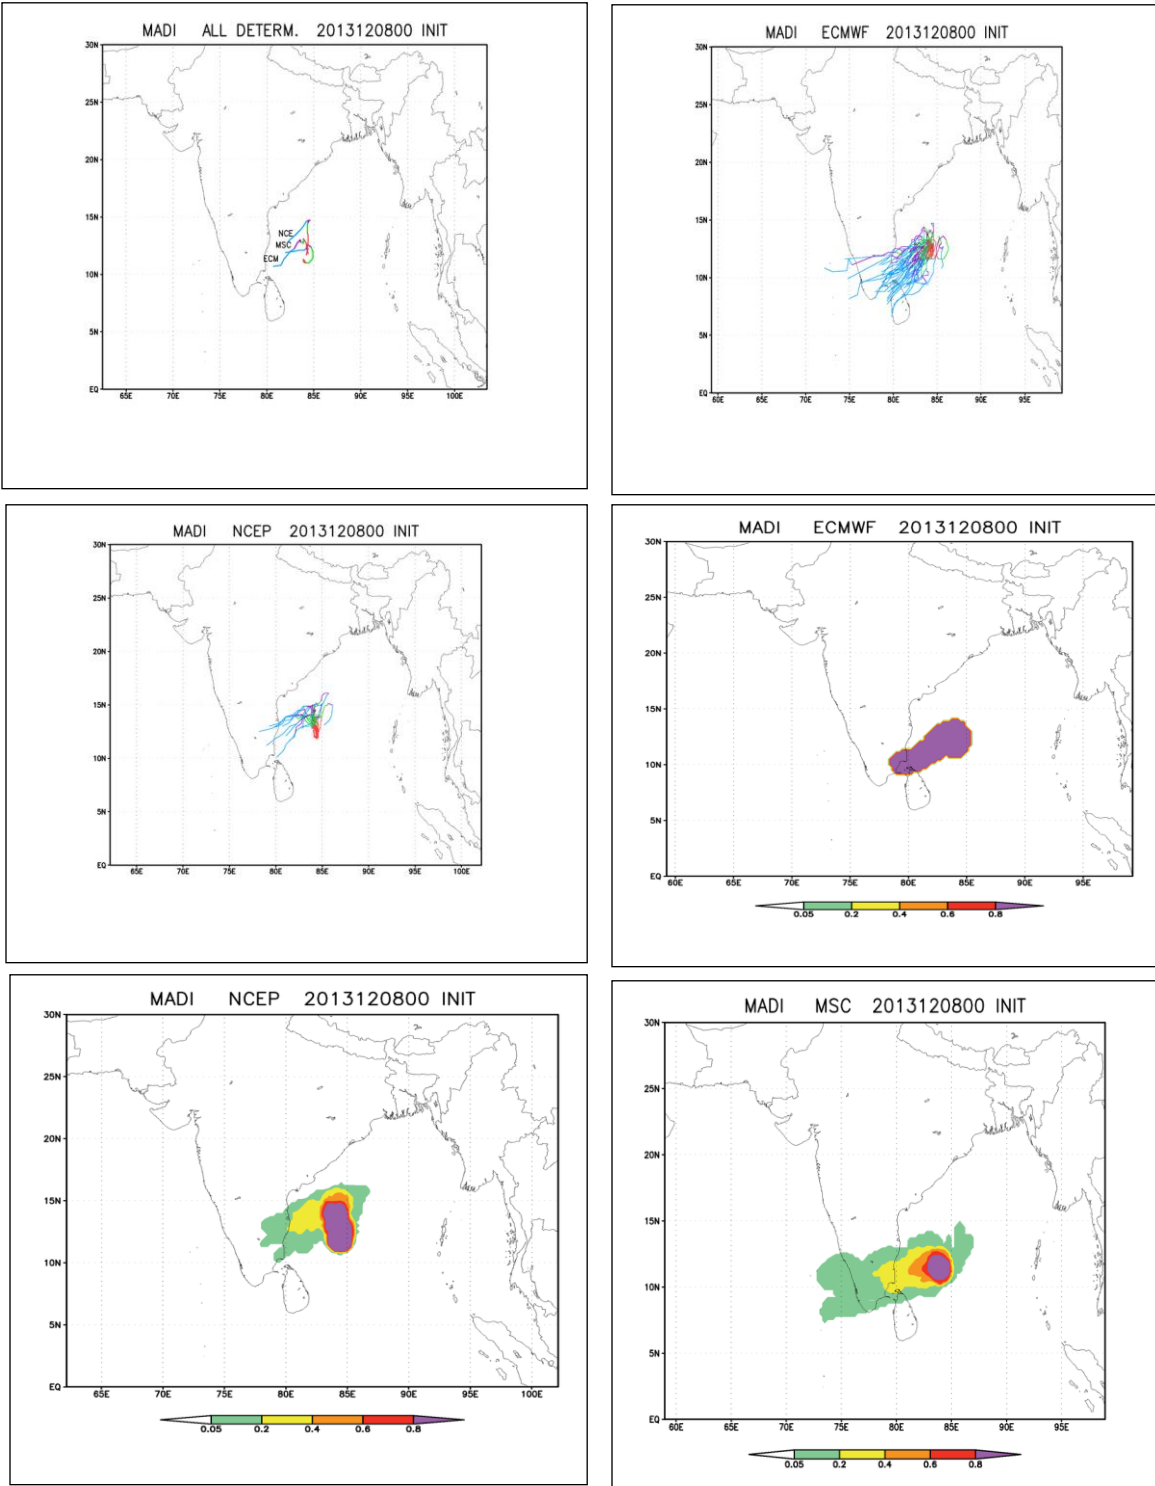 MADI ALL DETERM. 2013120800 INIT
30N
25N
20N
15N
10N
5N
EQ
NCE
MSC
ECM
65E 70E 75E 80E 85E 90E 95E 100E
MADI ECMWF 2013120800 INIT
30N
25N
20N
15N
10N
5N
EQ
60E 65E 70E 75E 80E 85E 90E 95E
MADI NCEP 2013120800 INIT
30N
25N
20N
15N
10N
5N
EQ
65E 70E 75E 80E 85E 90E 95E 100E
MADI ECMWF 2013120800 INIT
30N
25N
20N
15N
10N
5N
EQ
60E 65E 70E 75E 80E 85E 90E 95E
0.05 0.2 0.4 0.6 0.8
MADI NCEP 2013120800 INIT
30N
25N
20N
15N
10N
5N
EQ
65E 70E 75E 80E 85E 90E 95E 100E
0.05 0.2 0.4 0.6 0.8
MADI MSC 2013120800 INIT
30N
25N
20N
15N
10N
5N
EQ
60E 65E 70E 75E 80E 85E 90E 95E
0.05 0.2 0.4 0.6 0.8